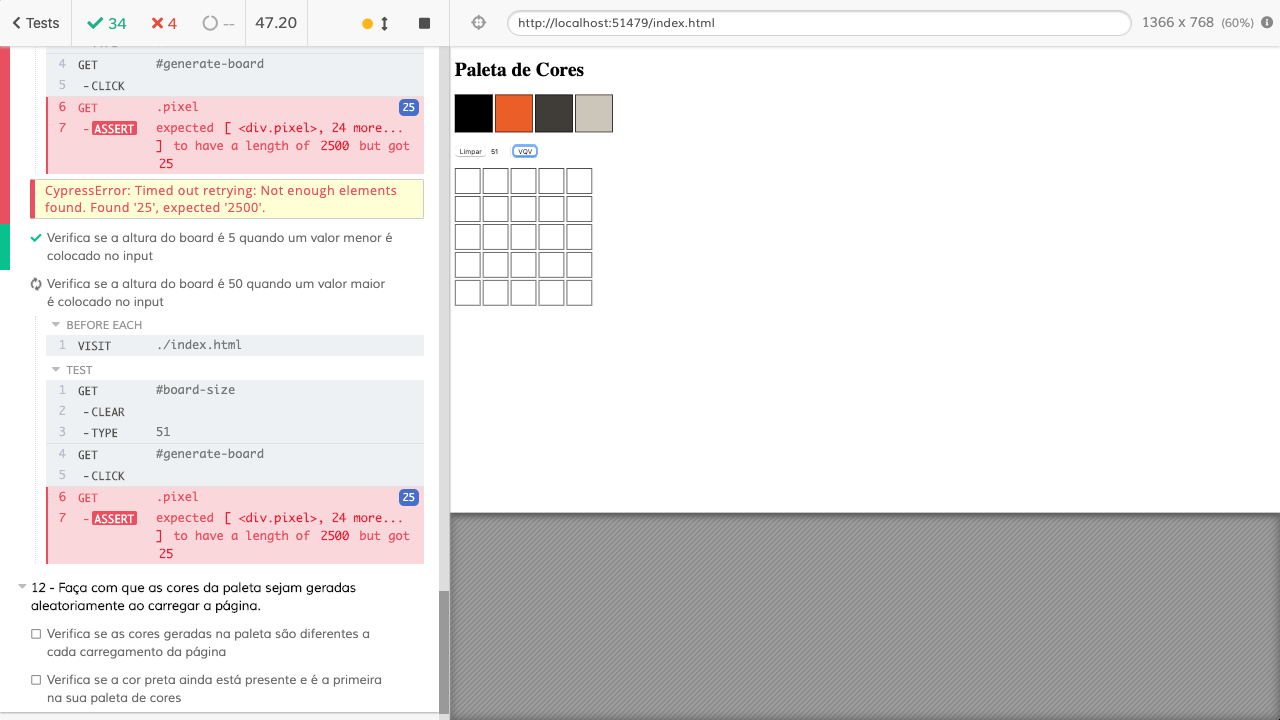 Tests
34
4
--
47.20
http://localhost:51479/index.html
1366 x 768 (60%)
4 GET #generate-board
5 -CLICK
6 GET .pixel 25
7 -ASSERT expected [ <div.pixel>, 24 more...
] to have a length of 2500 but got
25
CypressError: Timed out retrying: Not enough elements
found. Found '25', expected '2500'.
Verifica se a altura do board é 5 quando um valor menor é
colocado no input
Verifica se a altura do board é 50 quando um valor maior
é colocado no input
BEFORE EACH
1 VISIT ./index.html
TEST
1 GET #board-size
2 -CLEAR
3 -TYPE 51
4 GET #generate-board
5 -CLICK
6 GET .pixel 25
7 -ASSERT expected [ <div.pixel>, 24 more...
] to have a length of 2500 but got
25
12 - Faça com que as cores da paleta sejam geradas
aleatoriamente ao carregar a página.
Verifica se as cores geradas na paleta são diferentes a
cada carregamento da página
Verifica se a cor preta ainda está presente e é a primeira
na sua paleta de cores
Paleta de Cores
Limpar 51 VQV